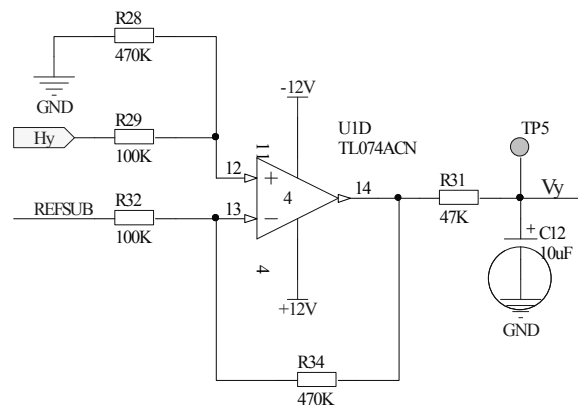 R28
470K
GND
-12V
Hy
R29
100K
U1D
TL074ACN
TP5
11
12
14
4
R31
47K
Vy
REFSUB
R32
100K
13
C12
10uF
4
+12V
GND
R34
470K